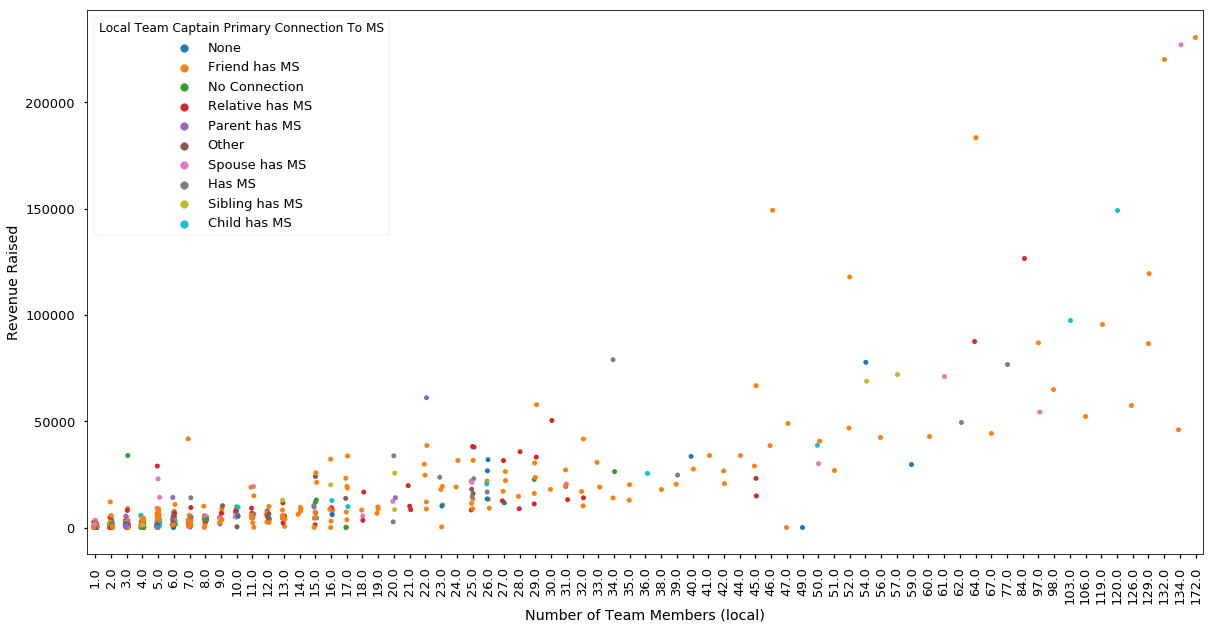 Local Team Captain Primary Connection To MS
None
Friend has MS
No Connection
Relative has MS
Parent has MS
Other
Spouse has MS
Has MS
Sibling has MS
Child has MS
Revenue Raised
200000
150000
100000
50000
0
1.0 2.0 3.0 4.0 5.0 6.0 7.0 8.0 9.0 10.0 11.0 12.0 13.0 14.0 15.0 16.0 17.0 18.0 19.0 20.0 21.0 22.0 23.0 24.0 25.0 26.0 27.0 28.0 29.0 30.0 31.0 32.0 33.0 34.0 35.0 36.0 38.0 39.0 40.0 41.0 42.0 44.0 45.0 46.0 47.0 49.0 50.0 51.0 52.0 54.0 56.0 57.0 59.0 60.0 61.0 62.0 64.0 67.0 77.0 84.0 97.0 98.0 103.0 106.0 119.0 120.0 126.0 129.0 132.0 134.0 172.0
Number of Team Members (local)